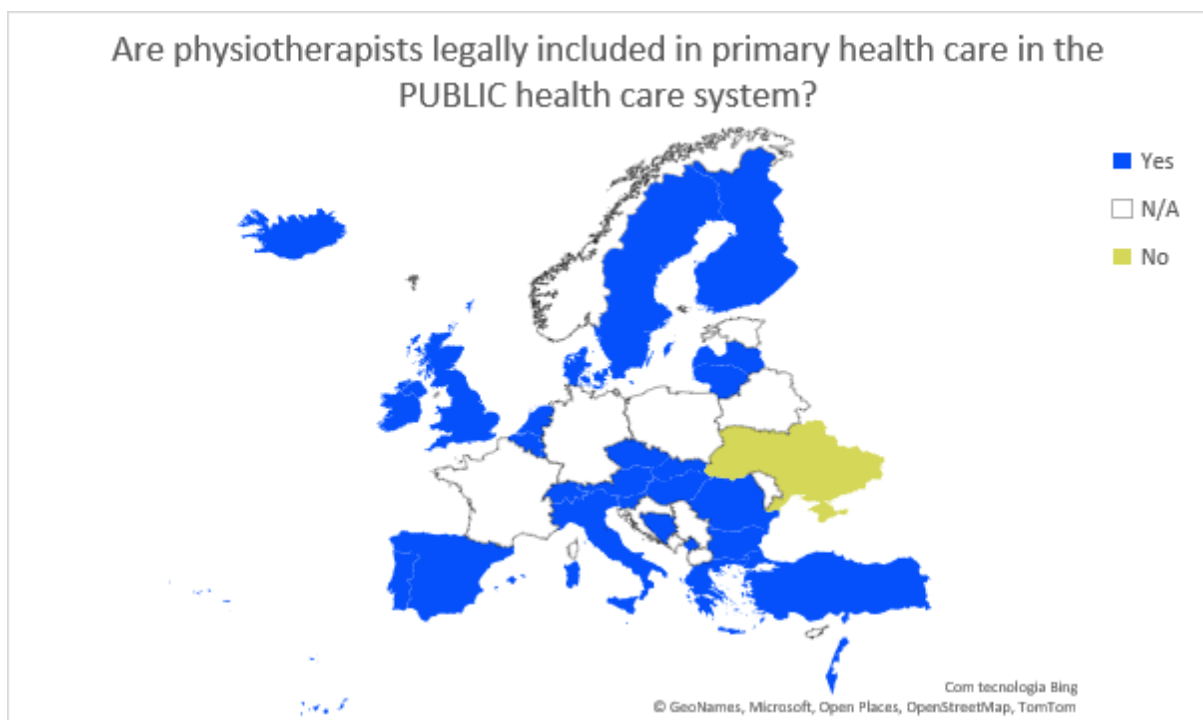 Are physiotherapists legally included in primary health care in the
PUBLIC health care system?
Yes
N/A
No
Com tecnologia Bing
© GeoNames, Microsoft, Open Places, OpenStreetMap, TomTom